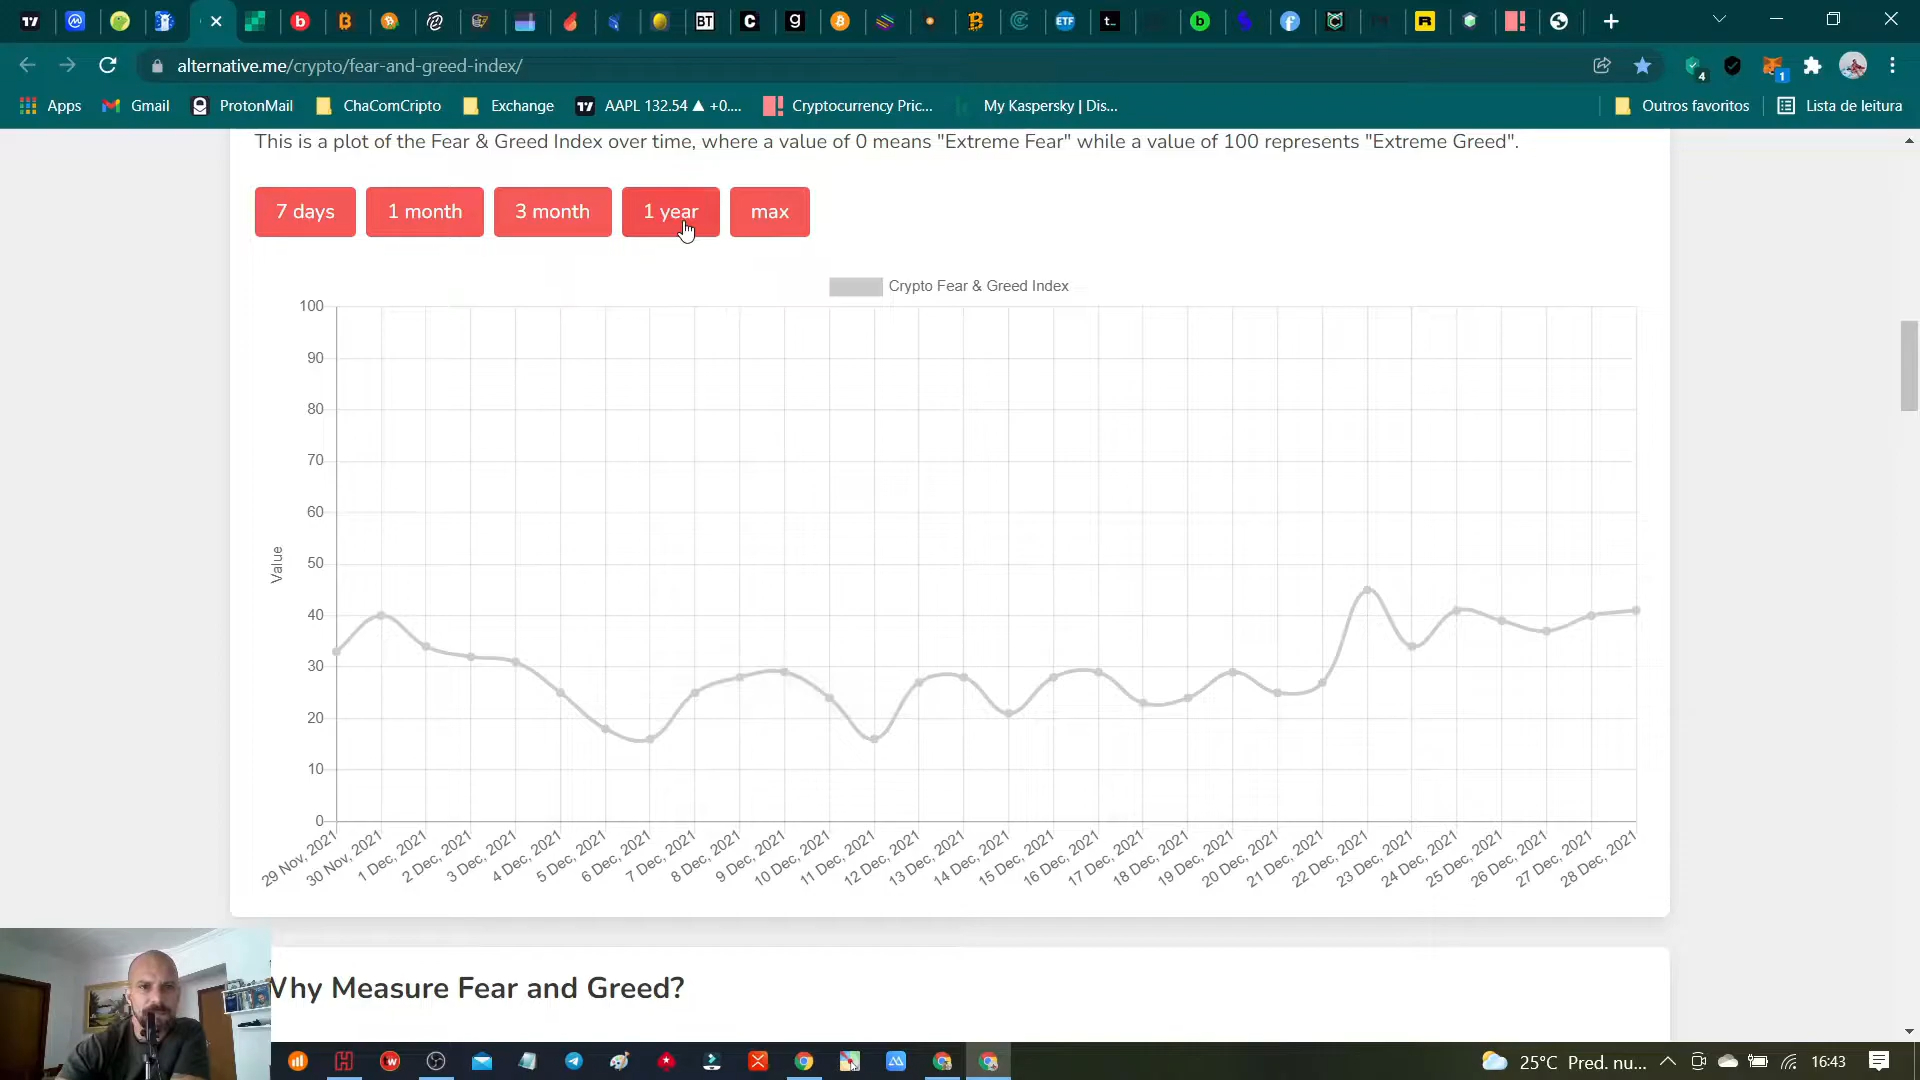 alternative.me/crypto/fear-and-greed-index/
4
1
Apps
Gmail
ProtonMail
ChaComCripto
Exchange
AAPL 132.54 ▲ +0....
Cryptocurrency Pric...
My Kaspersky | Dis...
Outros favoritos
Lista de leitura
This is a plot of the Fear & Greed Index over time, where a value of 0 means "Extreme Fear" while a value of 100 represents "Extreme Greed".
7 days
1 month
3 month
1 year
max
Crypto Fear & Greed Index
100
90
80
70
60
50
40
30
20
10
0
Value
29 Nov, 2021
30 Nov, 2021
1 Dec, 2021
2 Dec, 2021
3 Dec, 2021
4 Dec, 2021
5 Dec, 2021
6 Dec, 2021
7 Dec, 2021
8 Dec, 2021
9 Dec, 2021
10 Dec, 2021
11 Dec, 2021
12 Dec, 2021
13 Dec, 2021
14 Dec, 2021
15 Dec, 2021
16 Dec, 2021
17 Dec, 2021
18 Dec, 2021
19 Dec, 2021
20 Dec, 2021
21 Dec, 2021
22 Dec, 2021
23 Dec, 2021
24 Dec, 2021
25 Dec, 2021
26 Dec, 2021
27 Dec, 2021
28 Dec, 2021
Why Measure Fear and Greed?
25°C Pred. nu...
16:43